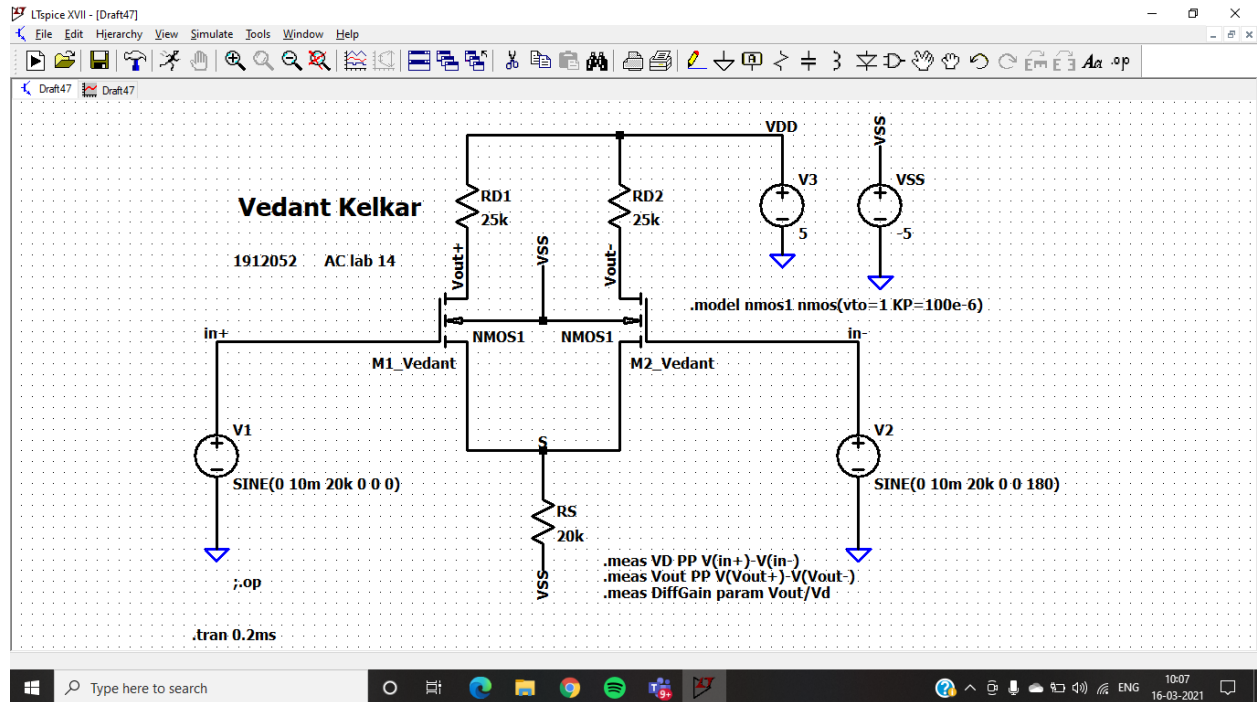 LTspice XVII - [Draft47]
File Edit Hierarchy View Simulate Tools Window Help
Aa .op
Draft47 Draft47
VDD
VSS
V3
VSS
RD1
RD2
25k
25k
5
-5
Vedant Kelkar
1912052 AC lab 14
Vout+
VSS
Vout-
.model nmos1 nmos(vto=1 KP=100e-6)
in+
NMOS1
NMOS1
in-
M1_Vedant
M2_Vedant
V1
S
V2
SINE(0 10m 20k 0 0 0)
SINE(0 10m 20k 0 0 180)
RS
20k
VSS
.meas VD PP V(in+)-V(in-)
.meas Vout PP V(Vout+)-V(Vout-)
.meas DiffGain param Vout/Vd
;.op
.tran 0.2ms
Type here to search
9+
ENG
10:07
16-03-2021